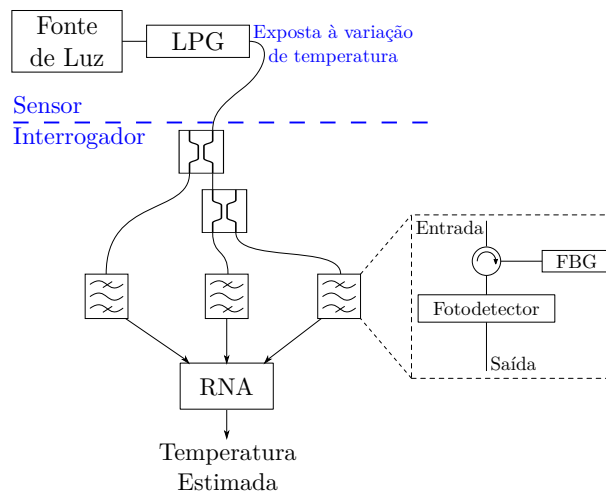 Fonte
de Luz
LPG
Exposta à variação
de temperatura
Sensor
Interrogador
Entrada
FBG
Fotodetector
Saída
RNA
Temperatura
Estimada